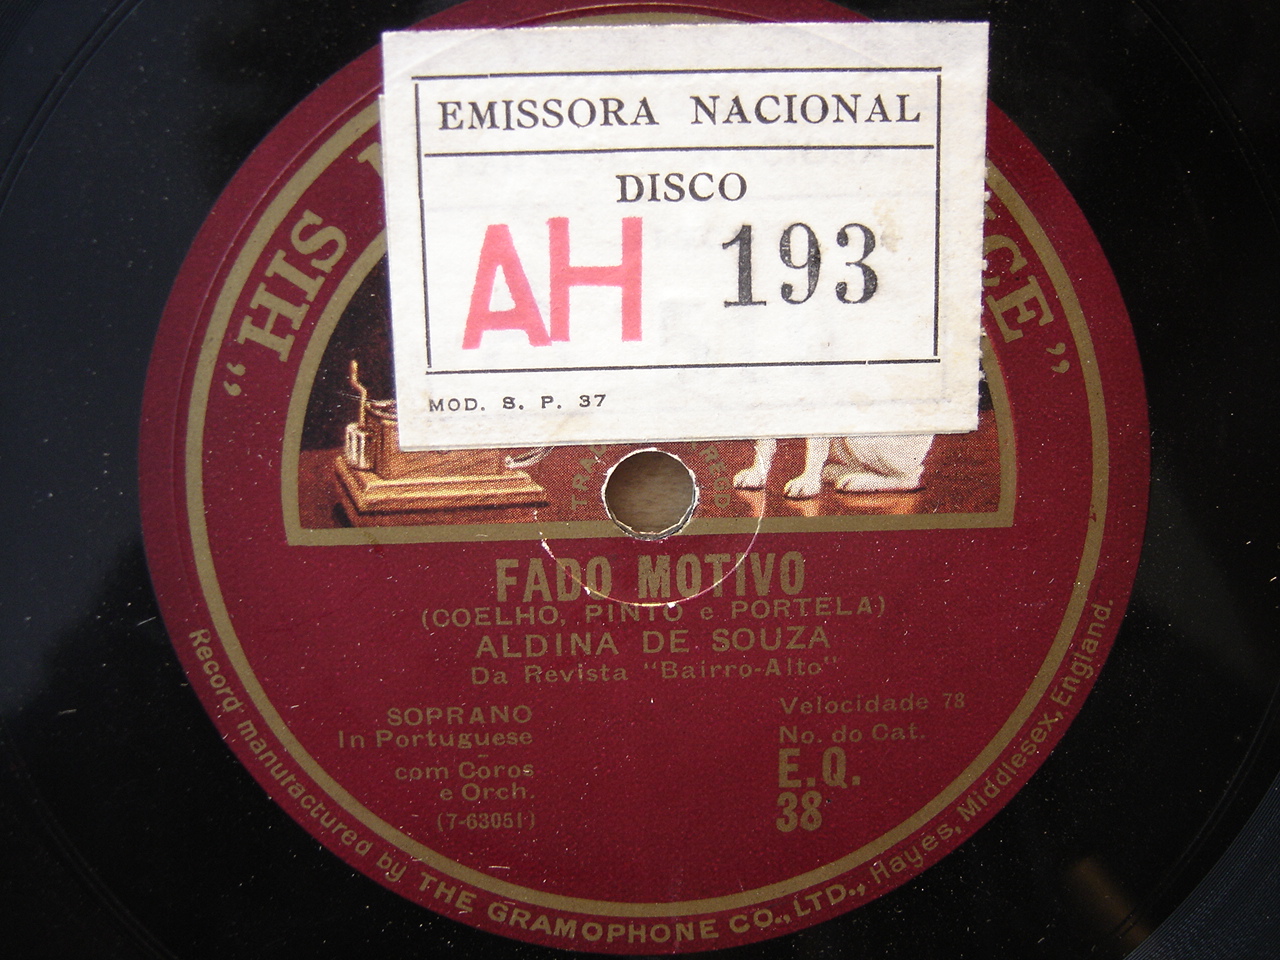 EMISSORA NACIONAL
DISCO
AH 193
MOD. S. P. 37
"HIS
ICE"
FADO MOTIVO
(COELHO, PINTO e PORTELA)
ALDINA DE SOUZA
Da Revista "Bairro-Alto"
SOPRANO
In Portuguese
com Coros
e Orch.
(7-63051)
Velocidade 78
No. do Cat.
E.Q.
38
Record manufactured by THE GRAMOPHONE CO., LTD., Hayes, Middlesex, England.